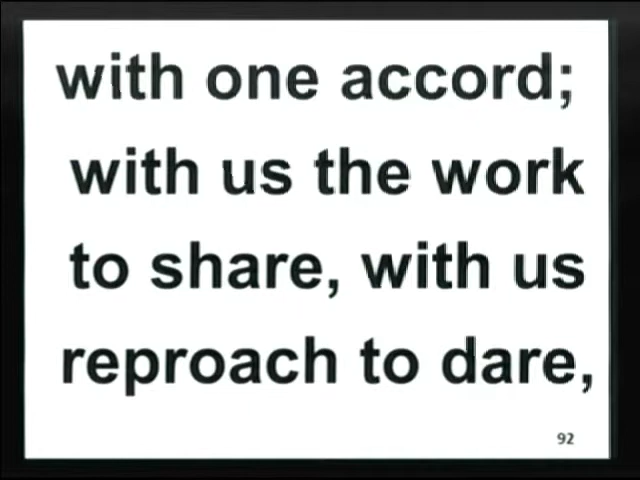 with one accord;
with us the work
to share, with us
reproach to dare,
92